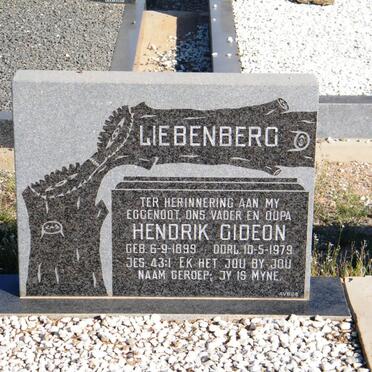 LIEBENBERG
TER HERINNERING AAN MY
EGGENOOT, ONS VADER EN OUPA
HENDRIK GIDEON
GEB. 6-9-1899 OORL. 10-5-1979
JES. 43:1 EK HET JOU BY JOU
NAAM GEROEP; JY IS MYNE.